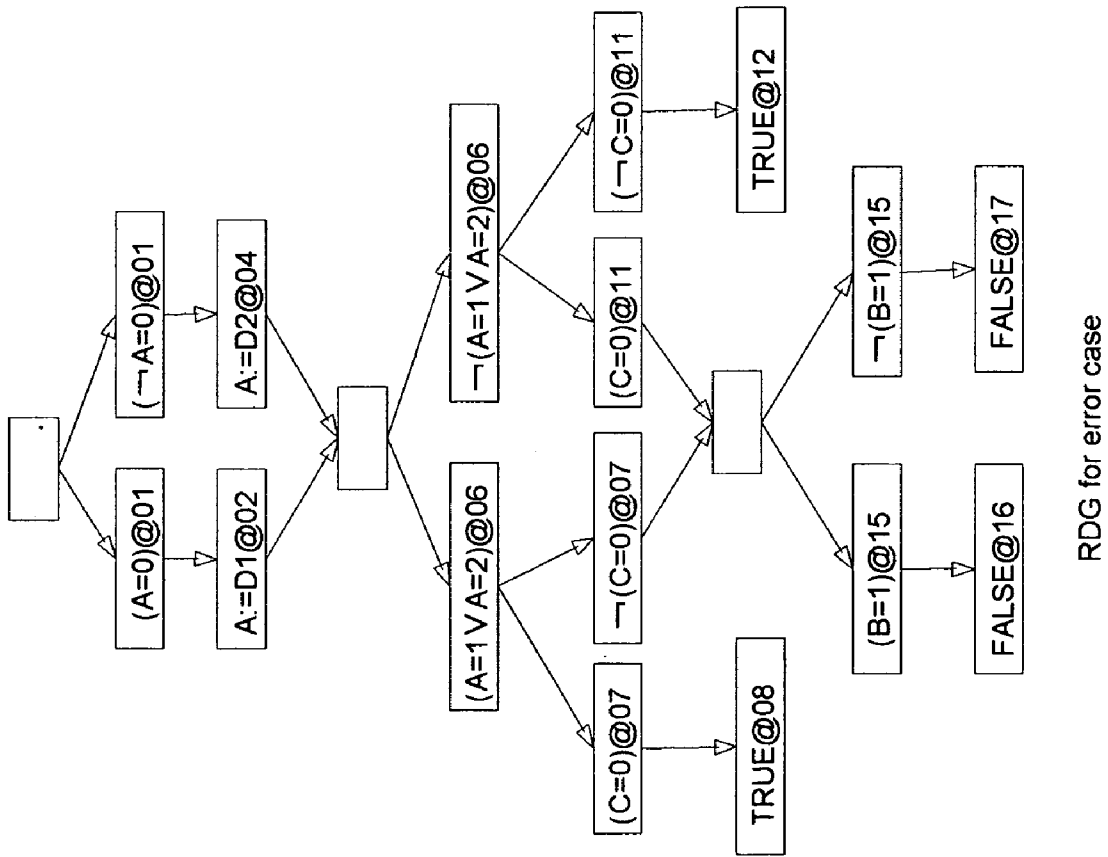 (A=0)@01
(¬A=0)@01
A:=D1@02
A:=D2@04
(A=1∨A=2)@06
¬(A=1∨A=2)@06
(C=0)@07
¬(C=0)@07
(C=0)@11
(¬C=0)@11
TRUE@08
TRUE@12
(B=1)@15
¬(B=1)@15
FALSE@16
FALSE@17
RDG for error case